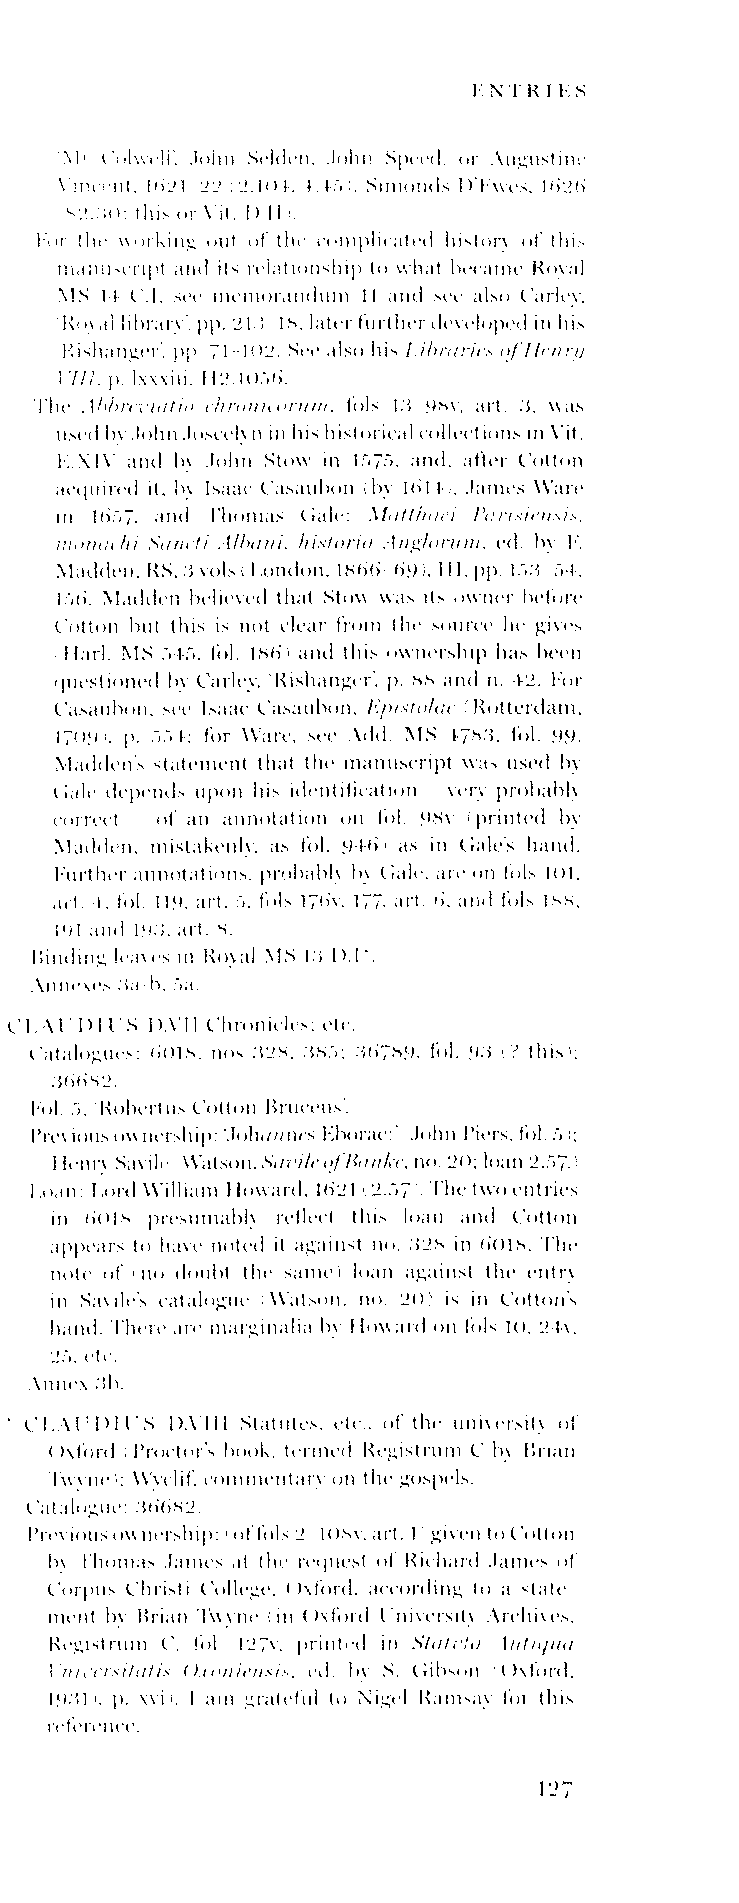 ENTRIES
'Mr Colwell', John Selden, John Speed, or Augustine
Vincent, 1621–22 (2.104, 4.45). Simonds D'Ewes, 1626
(82.30: this or Vit. D.II).
For the working out of the complicated history of this
manuscript and its relationship to what became Royal
MS 14 C.I, see memorandum 11 and see also Carley,
'Royal library', pp. 213–18, later further developed in his
'Rishanger', pp. 71–102. See also his Libraries of Henry
VIII, p. lxxxiii, H2.1056.
The Abbreviatio chronicorum, fols 13–98v, art. 3, was
used by John Joscelyn in his historical collections in Vit.
E.XIV and by John Stow in 1575, and, after Cotton
acquired it, by Isaac Casaubon (by 1614), James Ware
in 1657, and Thomas Gale: Matthaei Parisiensis,
monachi Sancti Albani, historia Anglorum, ed. by F.
Madden, RS, 3 vols (London, 1866–69), III, pp. 153–54,
156. Madden believed that Stow was its owner before
Cotton but this is not clear from the source he gives
(Harl. MS 545, fol. 186) and this ownership has been
questioned by Carley, 'Rishanger', p. 88 and n. 42. For
Casaubon, see Isaac Casaubon, Epistolae (Rotterdam,
1709), p. 554; for Ware, see Add. MS 4783, fol. 99.
Madden's statement that the manuscript was used by
Gale depends upon his identification – very probably
correct – of an annotation on fol. 98v (printed by
Madden, mistakenly, as fol. 946) as in Gale's hand.
Further annotations, probably by Gale, are on fols 101,
art. 4, fol. 119, art. 5, fols 176v, 177, art. 6, and fols 188,
191 and 193, art. 8.
Binding leaves in Royal MS 13 D.V.
Annexes 3a–b, 5a.
CLAUDIUS D.VII Chronicles; etc.
Catalogues: 6018, nos 328, 385; 36789, fol. 93 (? this);
36682.
Fol. 5, 'Robertus Cotton Bruceus'.
Previous ownership: 'Johannes Eborac:' (John Piers, fol. 5);
Henry Savile (Watson, Savile of Banke, no. 20; loan 2.57.)
Loan: Lord William Howard, 1621 (2.57). The two entries
in 6018 presumably reflect this loan and Cotton
appears to have noted it against no. 328 in 6018. The
note of (no doubt the same) loan against the entry
in Savile's catalogue (Watson, no. 20) is in Cotton's
hand. There are marginalia by Howard on fols 10, 24v,
25, etc.
Annex 3b.
* CLAUDIUS D.VIII Statutes, etc., of the university of
Oxford (Proctor's book, termed Registrum C by Brian
Twyne); Wyclif, commentary on the gospels.
Catalogue: 36682.
Previous ownership: (of fols 2–108v, art. 1) given to Cotton
by Thomas James at the request of Richard James of
Corpus Christi College, Oxford, according to a state-
ment by Brian Twyne (in Oxford University Archives,
Registrum C, fol. 127v, printed in Statuta Antiqua
Universitatis Oxoniensis, ed. by S. Gibson (Oxford,
1931), p. xvi). I am grateful to Nigel Ramsay for this
reference.
127